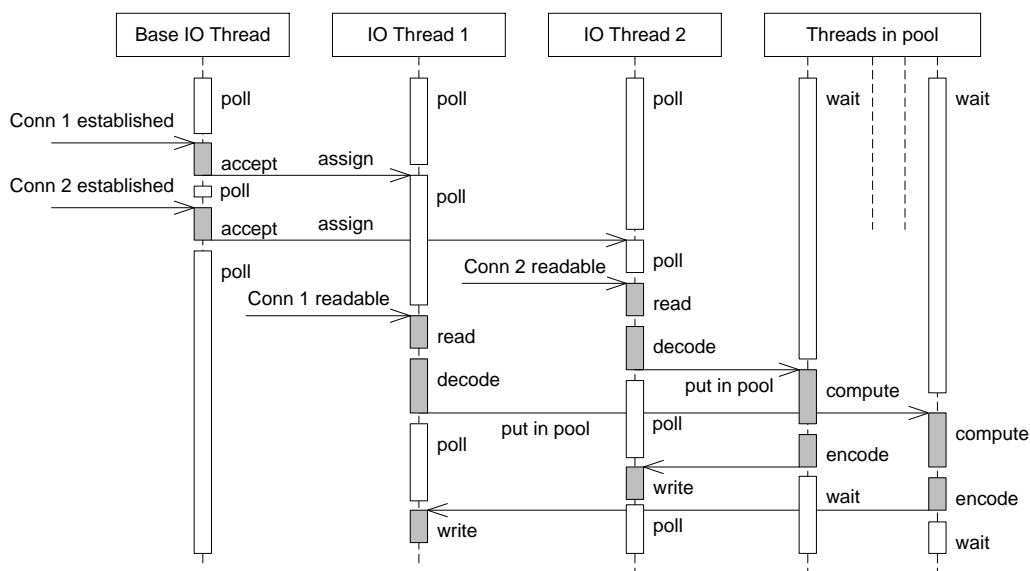 Base IO Thread IO Thread 1 IO Thread 2 Threads in pool
poll poll poll wait wait
Conn 1 established
accept assign
Conn 2 established poll poll
accept assign
poll Conn 2 readable poll
Conn 1 readable read
read decode
decode put in pool compute
poll put in pool poll compute
encode
write wait encode
write poll wait